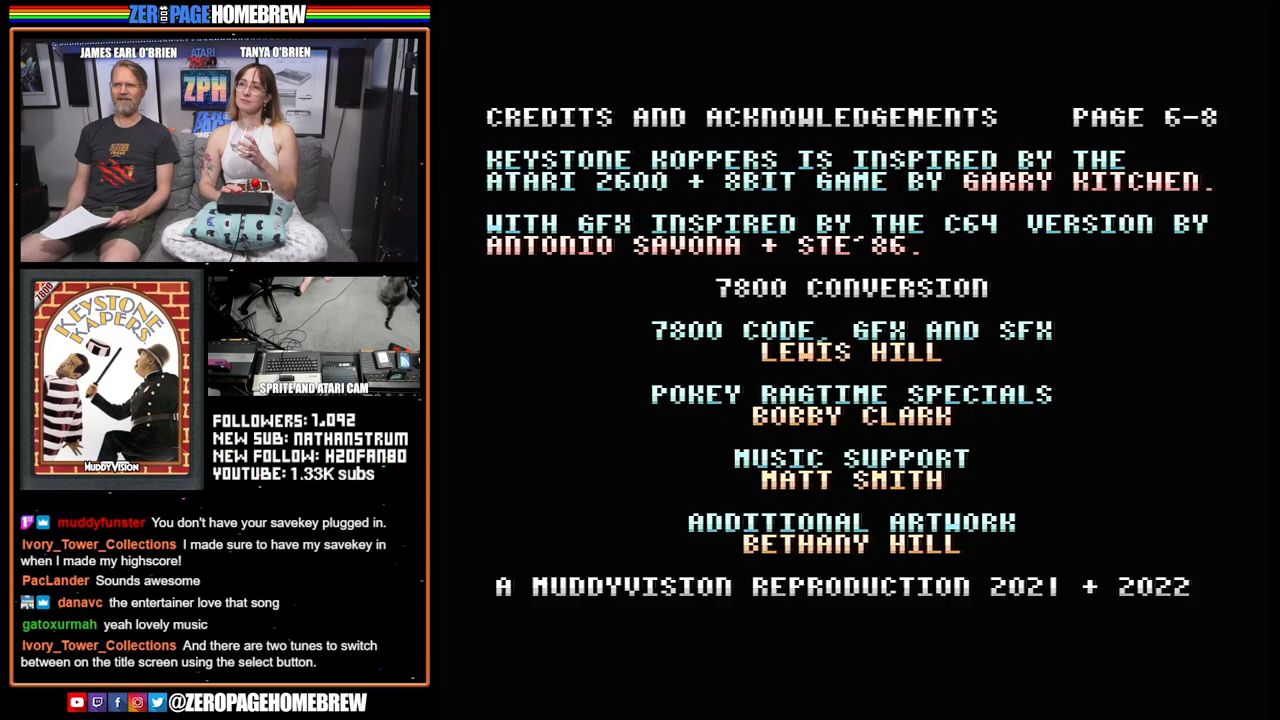 ZEROPAGEHOMEBREW
JAMES EARL O'BRIEN
TANYA O'BRIEN
ATARI
ZPH
7800
KEYSTONE
KAPERS
MUDDYVISION
SPRITE AND ATARI CAM
FOLLOWERS: 1,092
NEW SUB: NATHANSTRUM
NEW FOLLOW: H2OFAN80
YOUTUBE: 1.33K subs
muddyfunster You don't have your savekey plugged in.
Ivory_Tower_Collections I made sure to have my savekey in
when I made my highscore!
PacLander Sounds awesome
danavc the entertainer love that song
gatoxurmah yeah lovely music
Ivory_Tower_Collections And there are two tunes to switch
between on the title screen using the select button.
@ZEROPAGEHOMEBREW
CREDITS AND ACKNOWLEDGEMENTS PAGE 6-8
KEYSTONE KOPPERS IS INSPIRED BY THE
ATARI 2600 + 8BIT GAME BY GARRY KITCHEN.
WITH GFX INSPIRED BY THE C64 VERSION BY
ANTONIO SAVONA + STE'86.
7800 CONVERSION
7800 CODE, GFX AND SFX
LEWIS HILL
POKEY RAGTIME SPECIALS
BOBBY CLARK
MUSIC SUPPORT
MATT SMITH
ADDITIONAL ARTWORK
BETHANY HILL
A MUDDYVISION REPRODUCTION 2021 + 2022